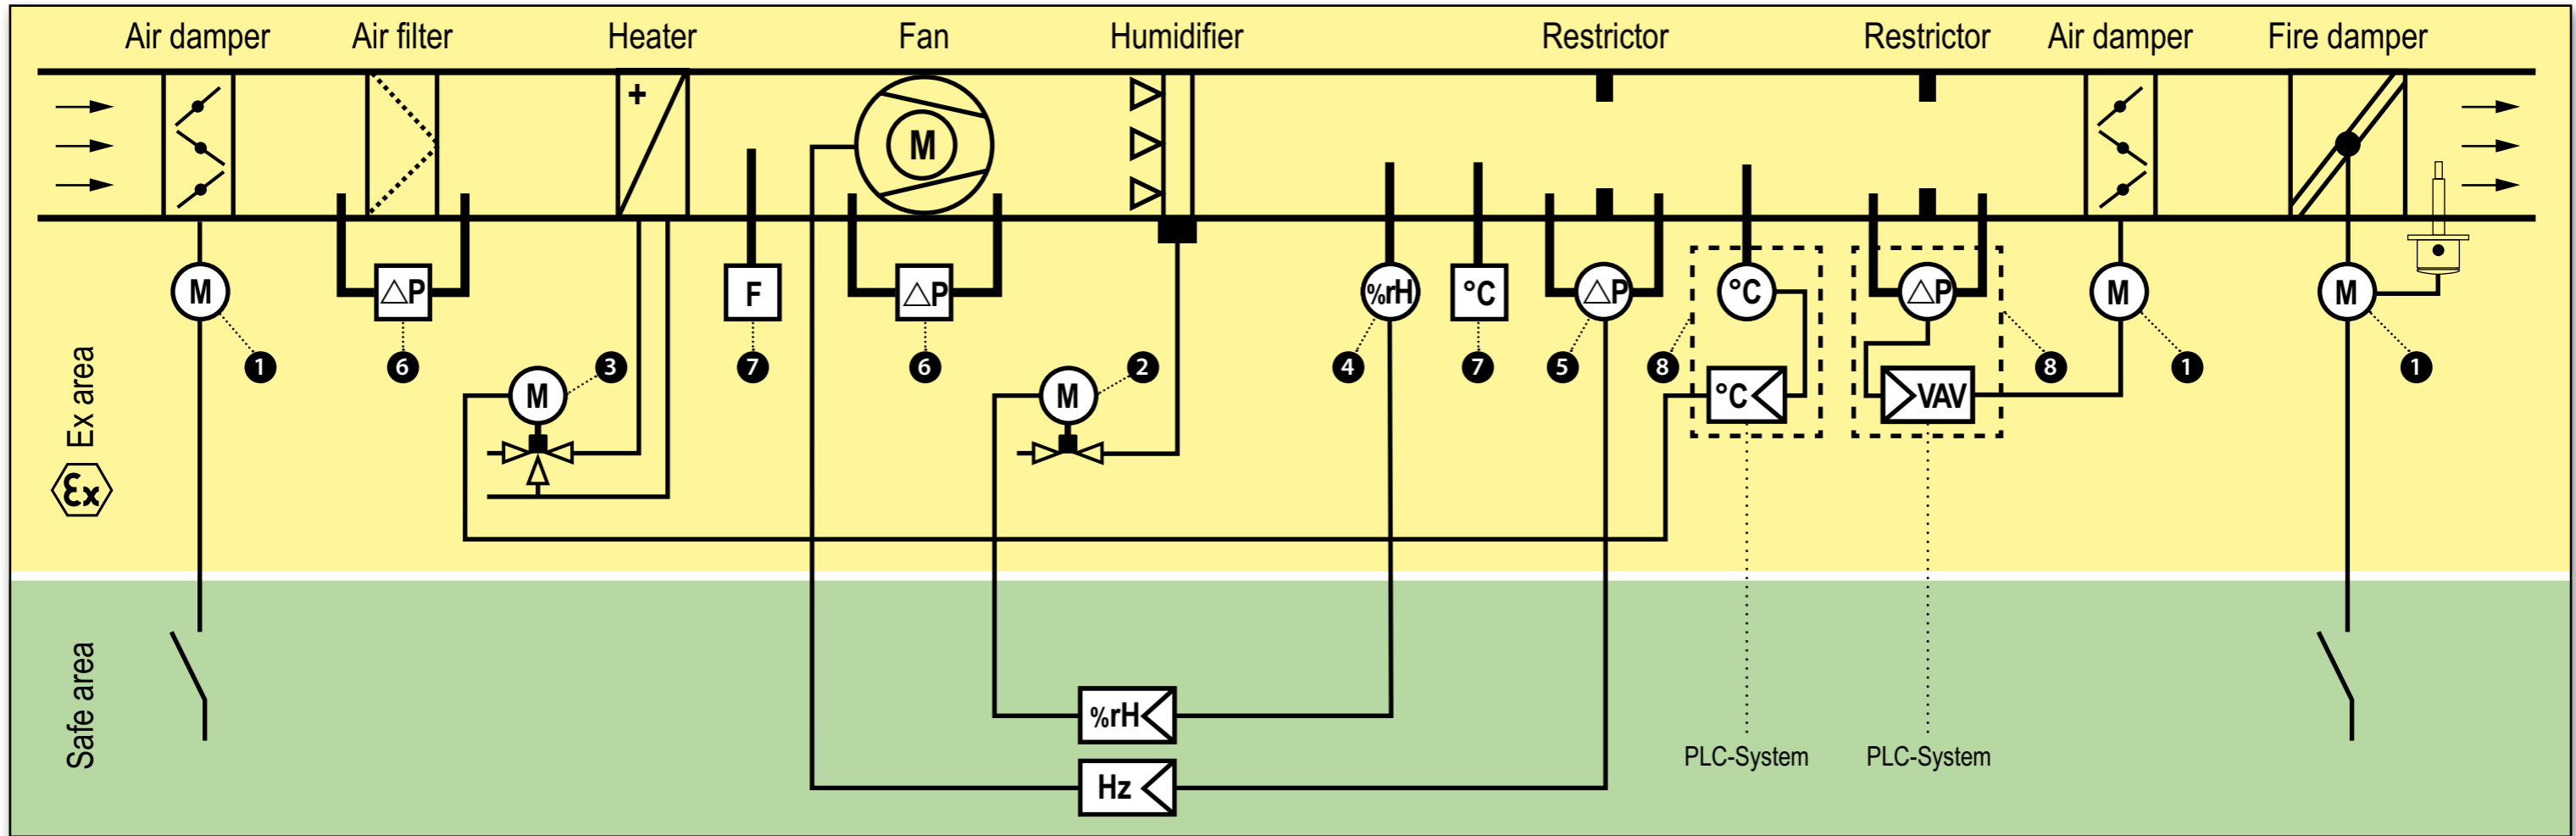 Air damper Air filter Heater Fan Humidifier Restrictor Restrictor Air damper Fire damper
+
M
M △P F △P %rH °C △P °C △P M M
1 6 3 7 6 2 4 7 5 8 8 1 1
M M °C VAV
Ex area
Ex
Safe area
%rH
PLC-System PLC-System
Hz